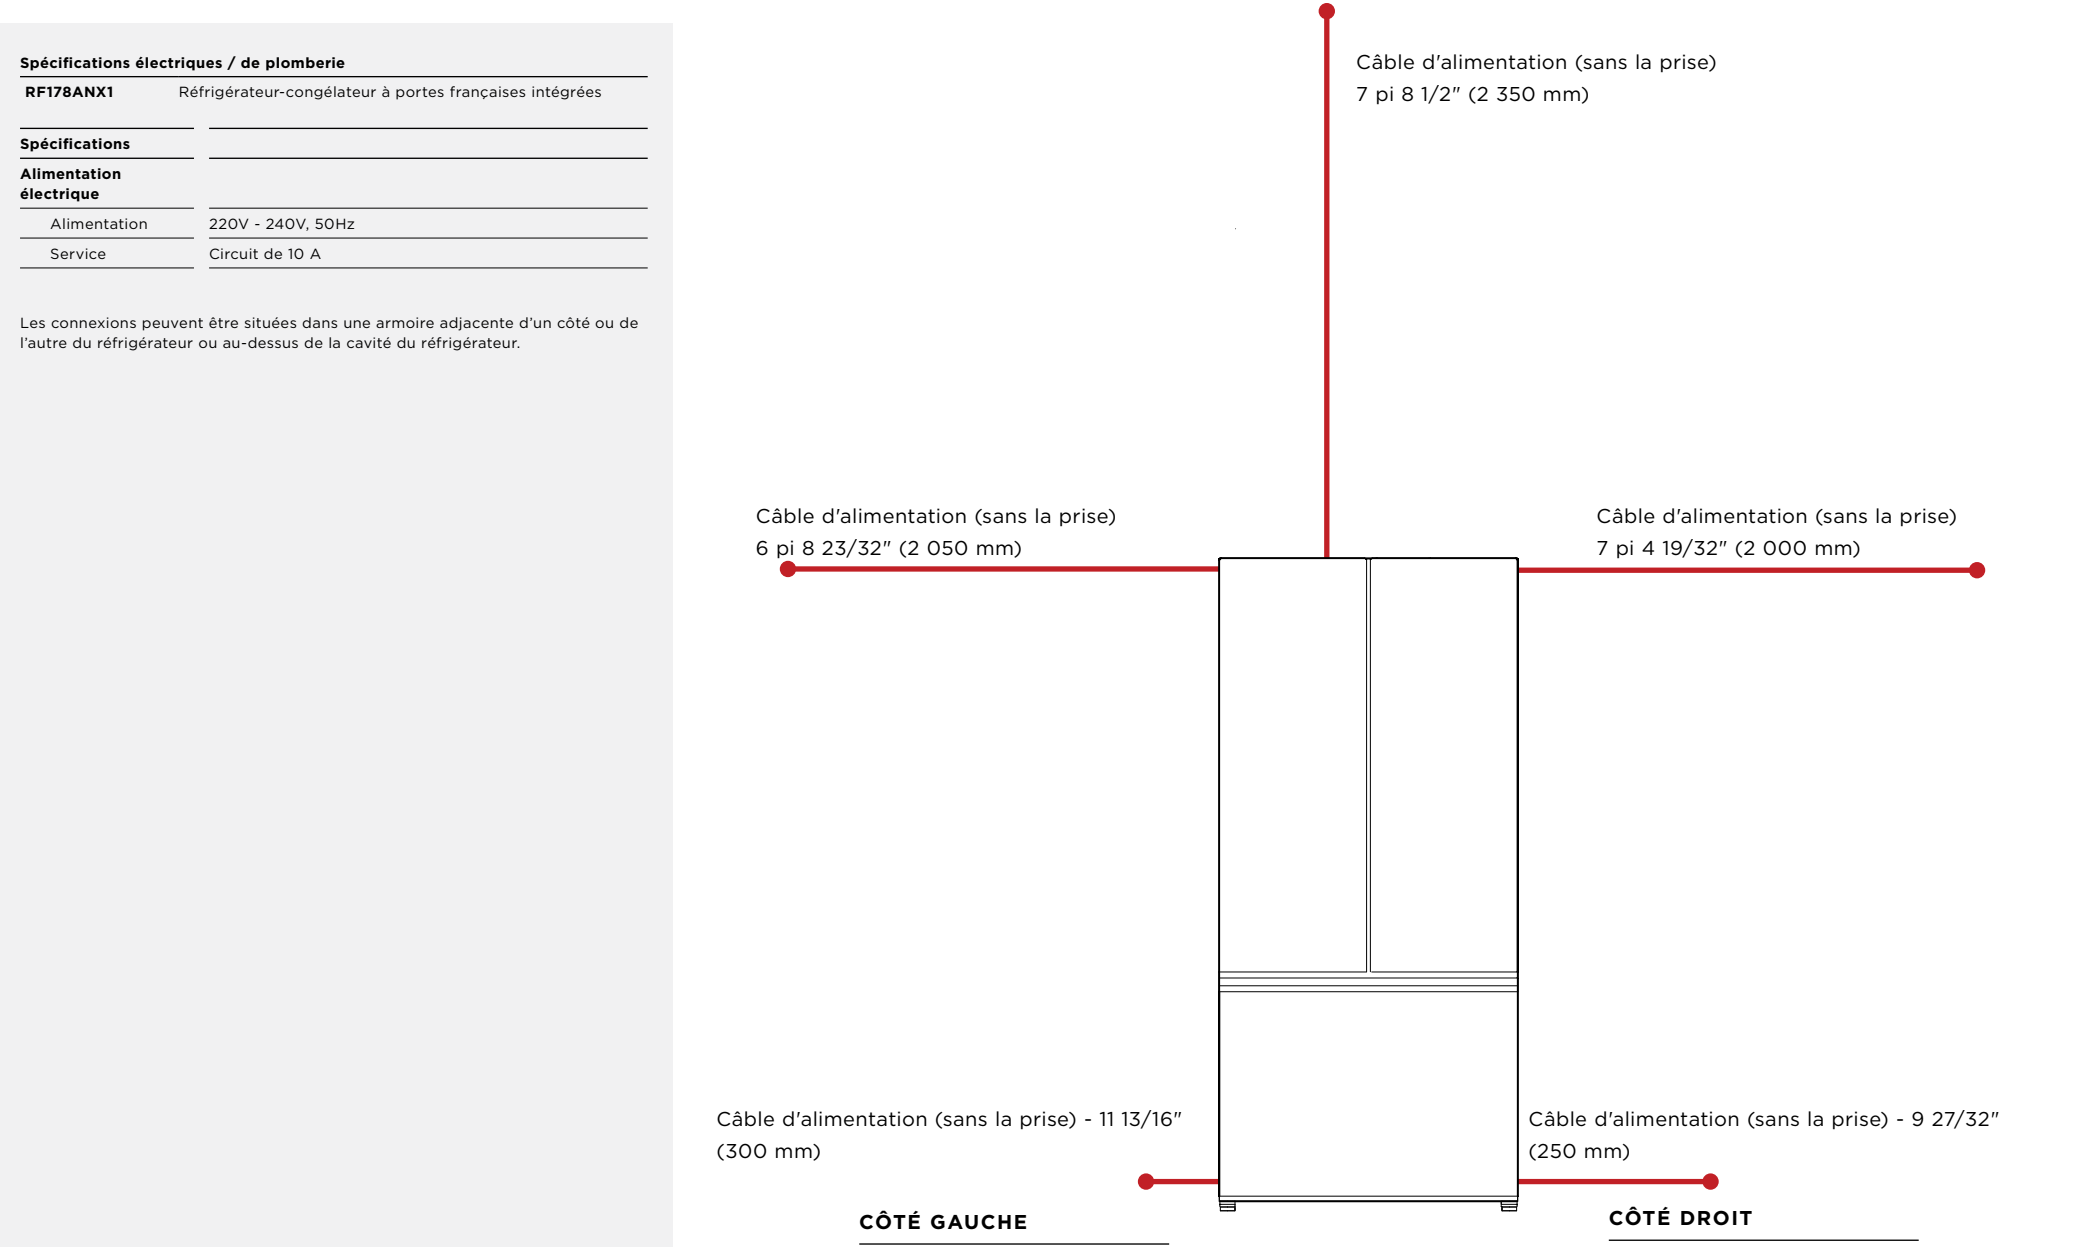 Spécifications électriques / de plomberie
RF178ANX1 Réfrigérateur-congélateur à portes françaises intégrées
Spécifications
Alimentation
électrique
Alimentation 220V - 240V, 50Hz
Service Circuit de 10 A
Les connexions peuvent être situées dans une armoire adjacente d’un côté ou de
l’autre du réfrigérateur ou au-dessus de la cavité du réfrigérateur.
Câble d'alimentation (sans la prise)
7 pi 8 1/2" (2 350 mm)
Câble d'alimentation (sans la prise)
6 pi 8 23/32" (2 050 mm)
Câble d'alimentation (sans la prise)
7 pi 4 19/32" (2 000 mm)
Câble d'alimentation (sans la prise) - 11 13/16"
(300 mm)
Câble d'alimentation (sans la prise) - 9 27/32"
(250 mm)
CÔTÉ GAUCHE
CÔTÉ DROIT